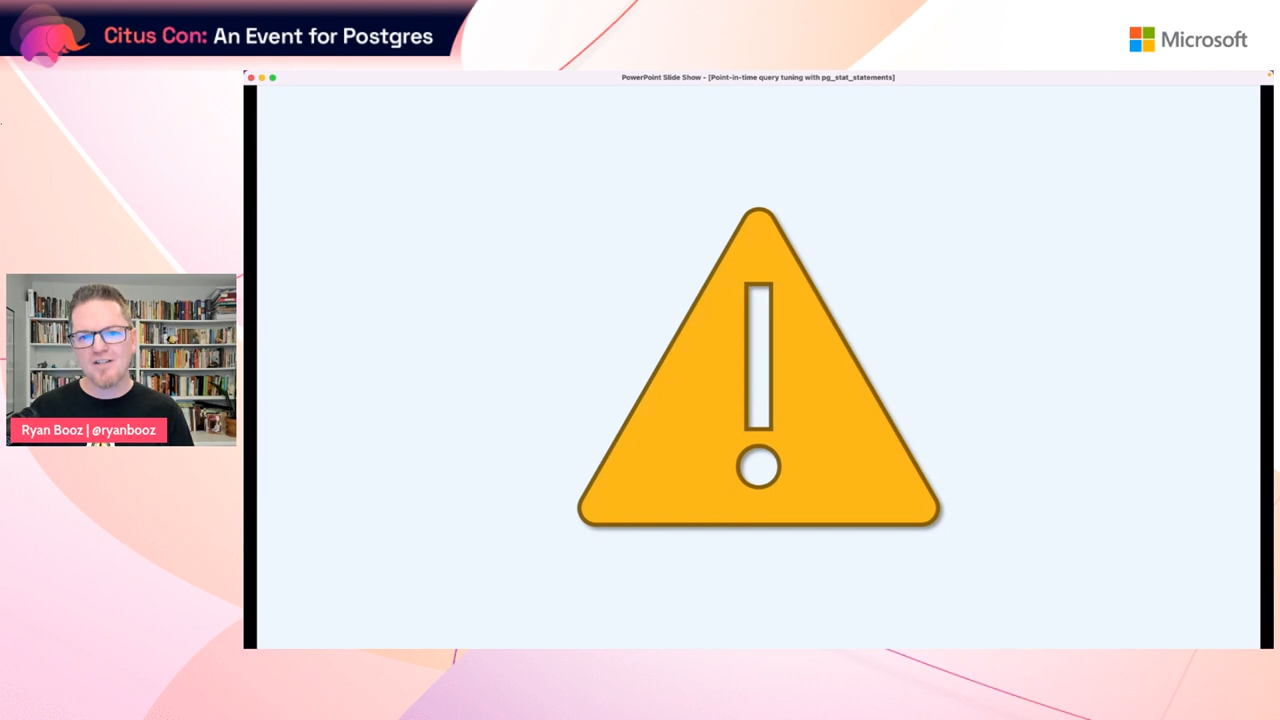 Citus Con: An Event for Postgres
Microsoft
PowerPoint Slide Show - [Point-in-time query tuning with pg_stat_statements]
Ryan Booz | @ryanbooz